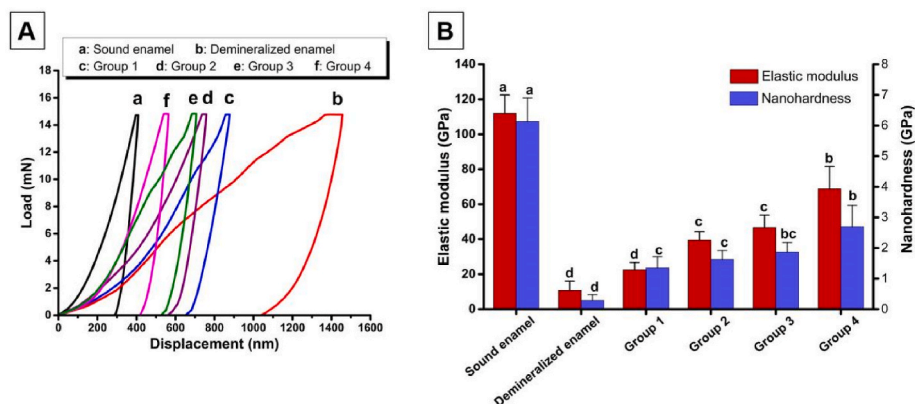 A
a: Sound enamel b: Demineralized enamel
c: Group 1 d: Group 2 e: Group 3 f: Group 4
Load (mN)
18
16
14
12
10
8
6
4
2
0
a f e d c b
0 200 400 600 800 1000 1200 1400 1600
Displacement (nm)
B
Elastic modulus (GPa)
140
120
100
80
60
40
20
0
Elastic modulus
Nanohardness
a a
d d
d c
c c
c bc
b b
8
7
6
5
4
3
2
1
0
Nanohardness (GPa)
Sound enamel
Demineralized enamel
Group 1
Group 2
Group 3
Group 4